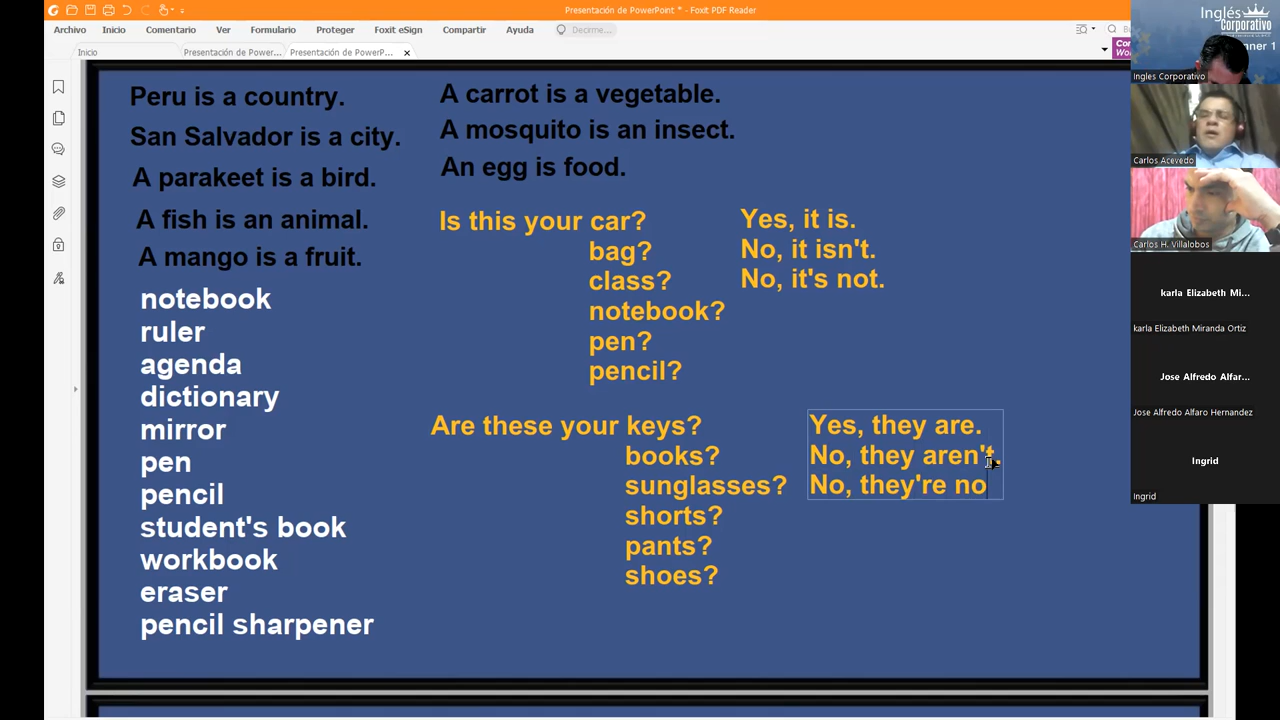 Presentación de PowerPoint * - Foxit PDF Reader
Archivo Inicio Comentario Ver Formulario Proteger Foxit eSign Compartir Ayuda Decirme...
Inicio Presentación de Power... Presentación de PowerP...
Peru is a country.
San Salvador is a city.
A parakeet is a bird.
A fish is an animal.
A mango is a fruit.
notebook
ruler
agenda
dictionary
mirror
pen
pencil
student's book
workbook
eraser
pencil sharpener
A carrot is a vegetable.
A mosquito is an insect.
An egg is food.
Is this your car?
bag?
class?
notebook?
pen?
pencil?
Yes, it is.
No, it isn't.
No, it's not.
Are these your keys?
books?
sunglasses?
shorts?
pants?
shoes?
Yes, they are.
No, they aren't.
No, they're no
Inglés
Corporativo
Ingles Corporativo
Carlos Acevedo
Carlos H. Villalobos
karla Elizabeth Mi...
karla Elizabeth Miranda Ortiz
Jose Alfredo Alfar...
Jose Alfredo Alfaro Hernandez
Ingrid
Ingrid